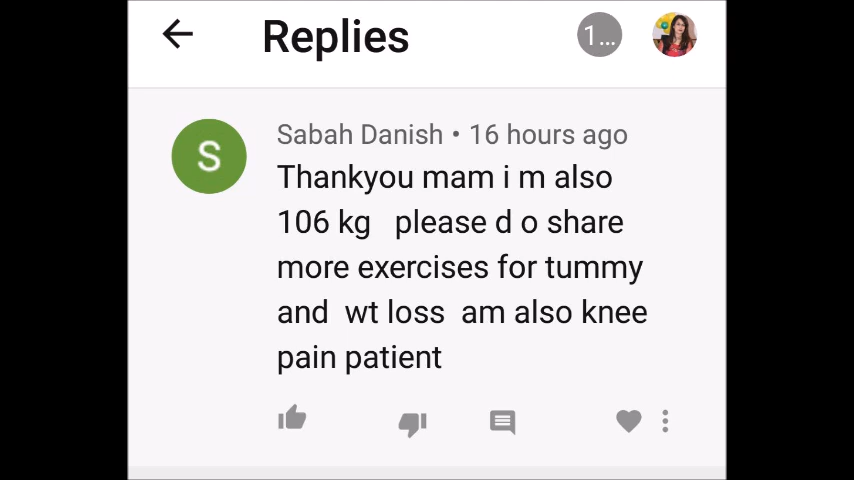 Replies
1...
S
Sabah Danish • 16 hours ago
Thankyou mam i m also
106 kg   please d o share
more exercises for tummy
and  wt loss  am also knee
pain patient